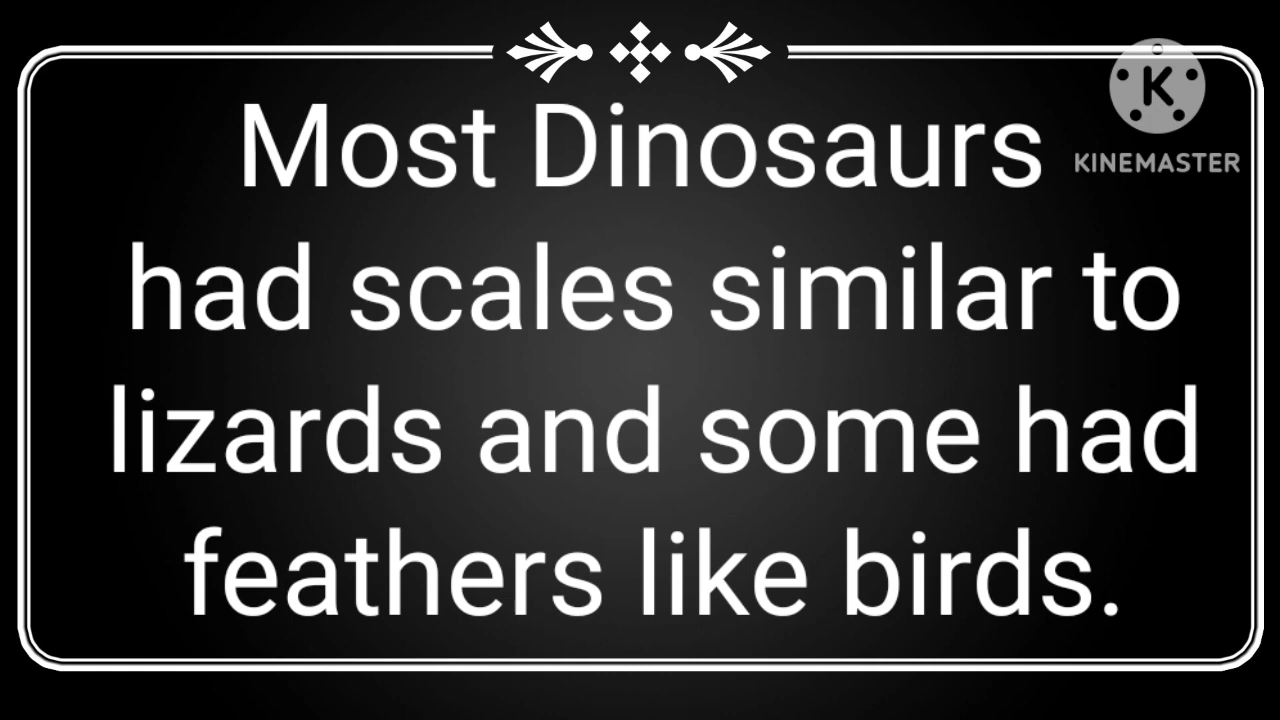 Most Dinosaurs
had scales similar to
lizards and some had
feathers like birds.
K
KINEMASTER